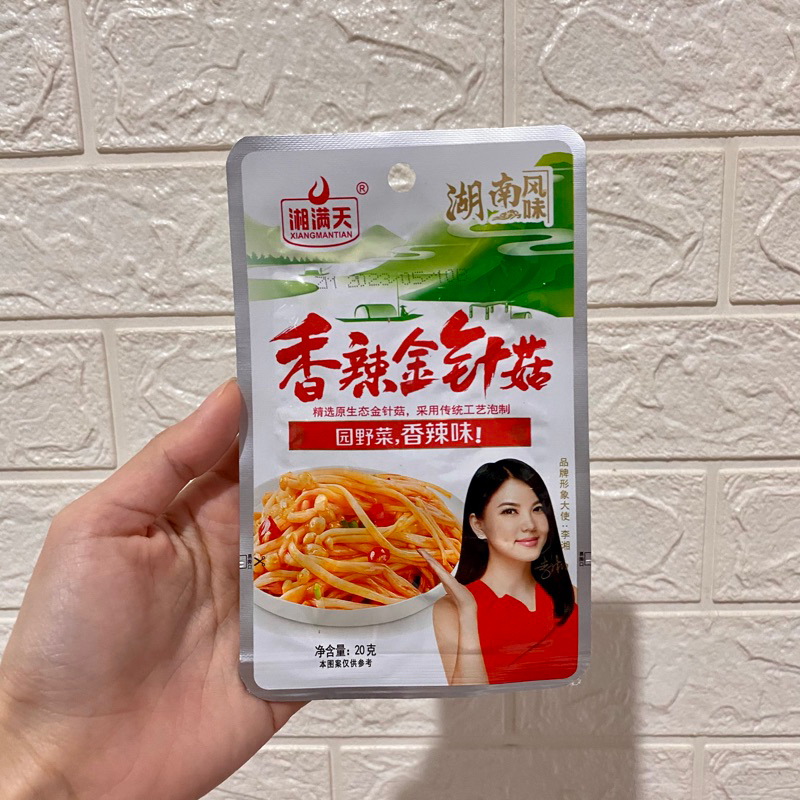 湘满天®
XIANGMANTIAN
湖南风味
香辣金针菇
精选原生态金针菇，采用传统工艺泡制
园野菜,香辣味!
品牌形象大使：李湘
净含量：20克
本图案仅供参考